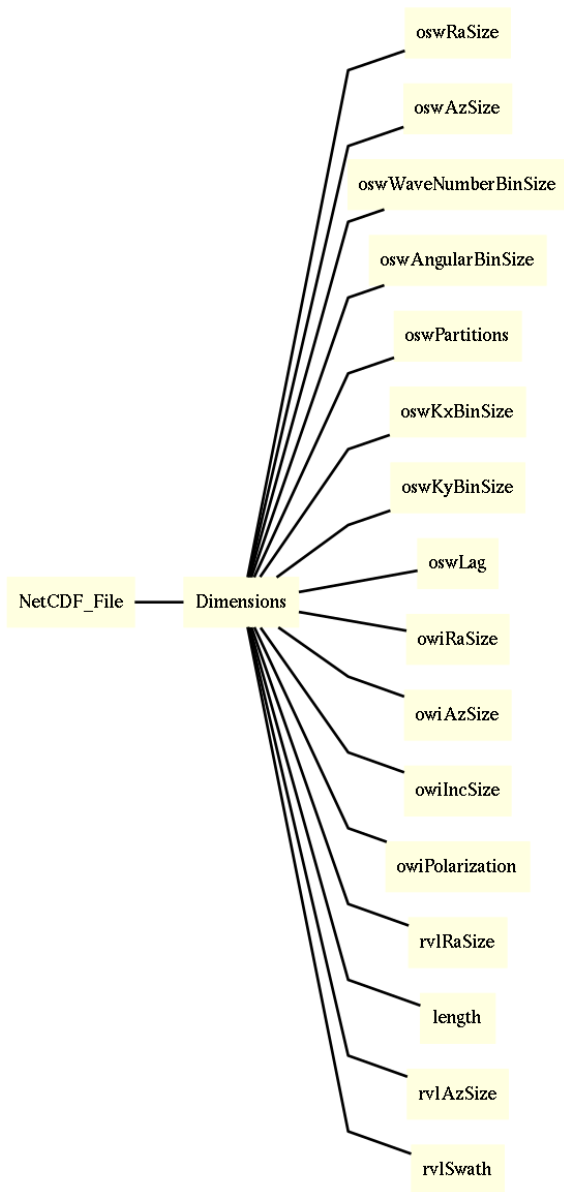 oswRaSize
oswAzSize
oswWaveNumberBinSize
oswAngularBinSize
oswPartitions
oswKxBinSize
oswKyBinSize
oswLag
NetCDF_File
Dimensions
owiRaSize
owiAzSize
owiIncSize
owiPolarization
rvlRaSize
length
rvlAzSize
rvlSwath